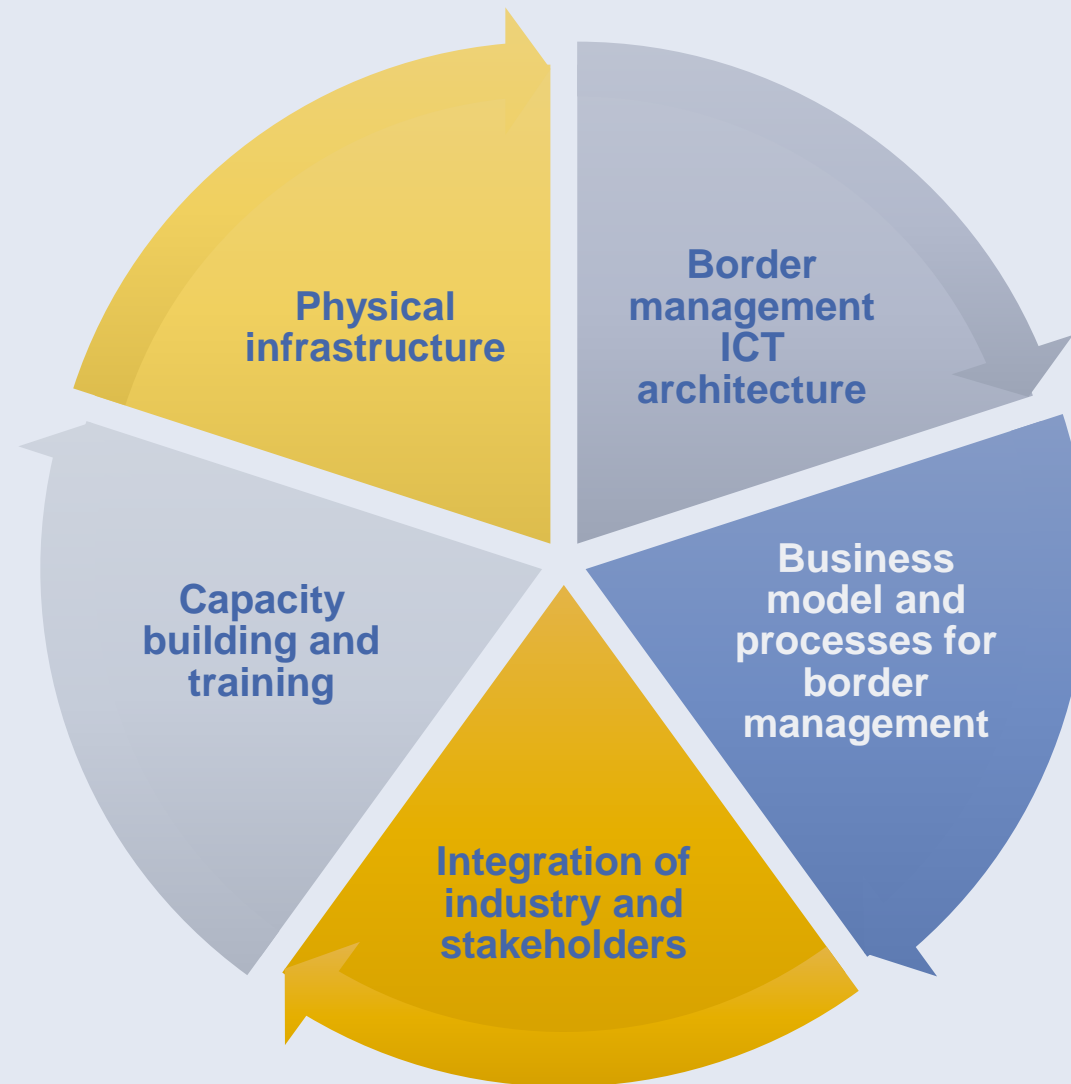 Border
management
ICT
architecture
Business
model and
processes for
border
management
Integration of
industry and
stakeholders
Capacity
building and
training
Physical
infrastructure